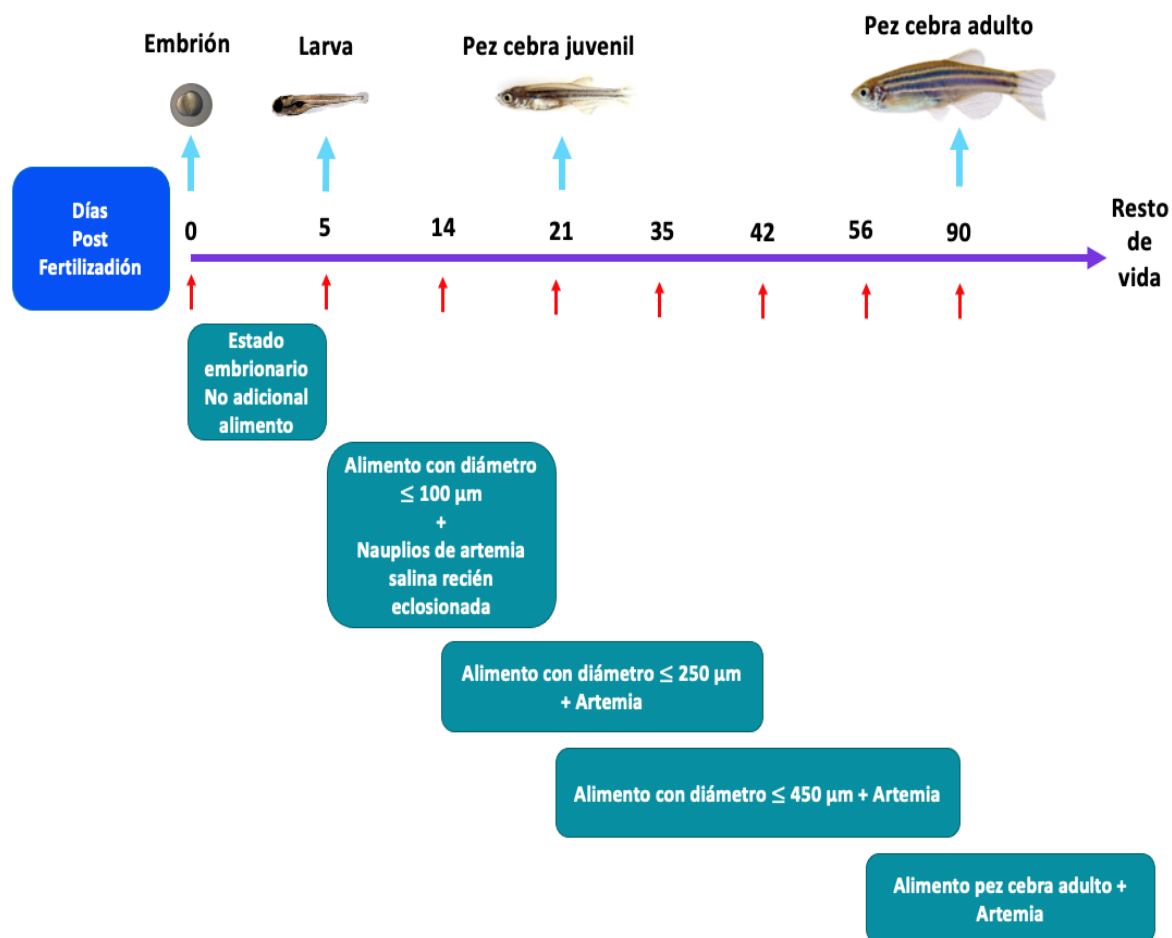 Embrión
Larva
Pez cebra juvenil
Pez cebra adulto
Días
Post
Fertilizadión
0
5
14
21
35
42
56
90
Resto
de
vida
Estado
embrionario
No adicional
alimento
Alimento con diámetro
≤ 100 µm
+
Nauplios de artemia
salina recién
eclosionada
Alimento con diámetro ≤ 250 µm
+ Artemia
Alimento con diámetro ≤ 450 µm + Artemia
Alimento pez cebra adulto +
Artemia